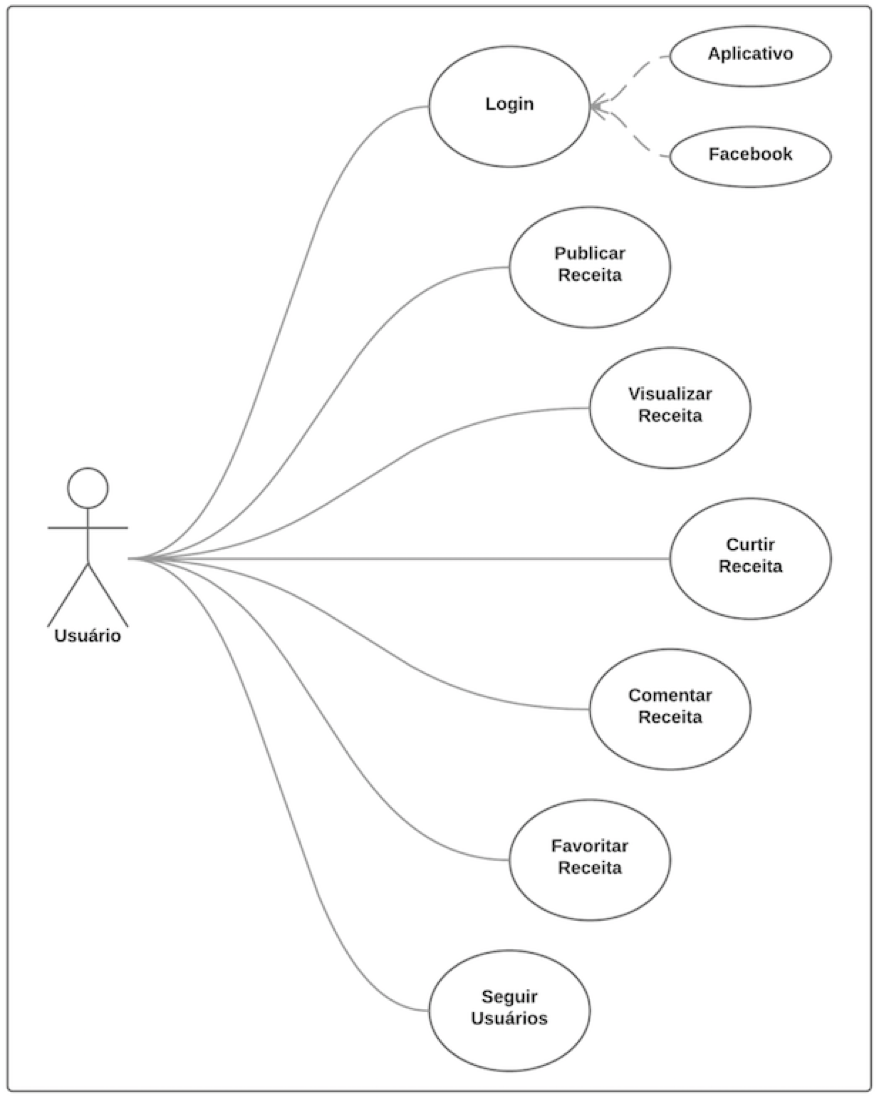 Aplicativo
Login
Facebook
Publicar
Receita
Visualizar
Receita
Curtir
Receita
Usuário
Comentar
Receita
Favoritar
Receita
Seguir
Usuários